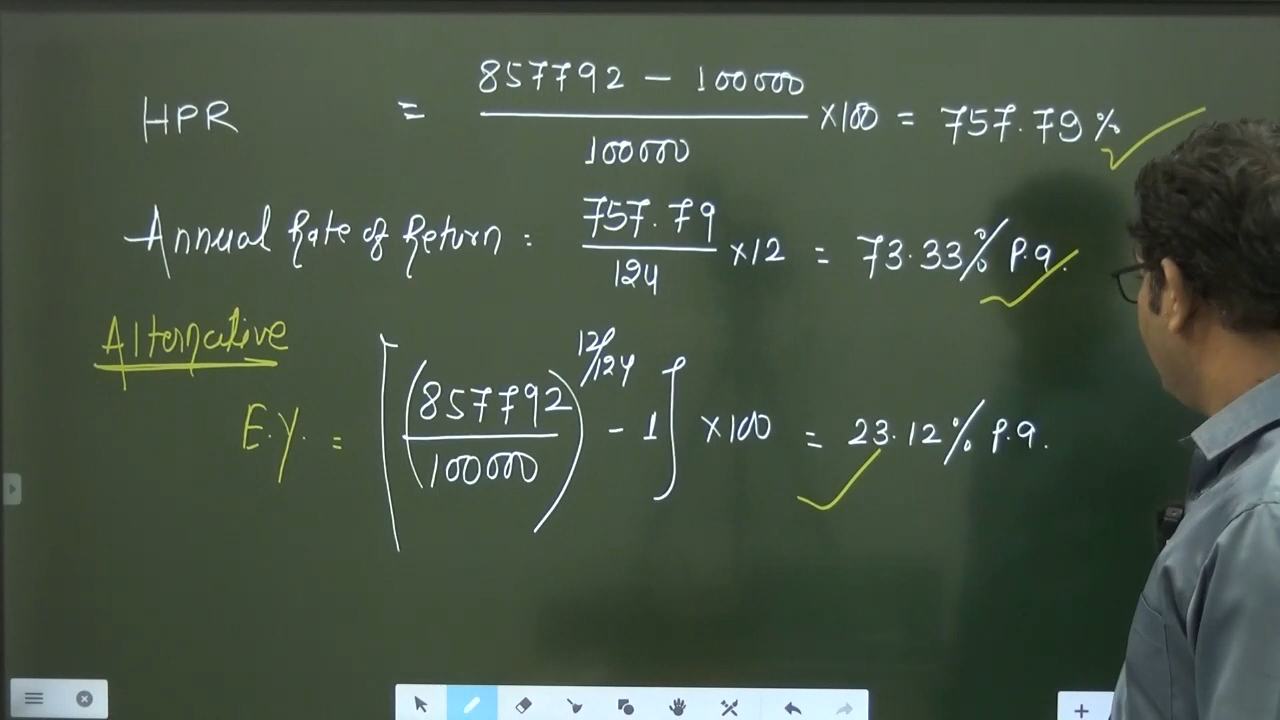 HPR = 857792 - 100000 / 100000 ×100 = 757.79%
Annual Rate of Return : 757.79 / 124 ×12 = 73.33% p.a.
Alternative
E.Y. = [(857792 / 100000)^12/124 - 1] ×100 = 23.12% p.a.